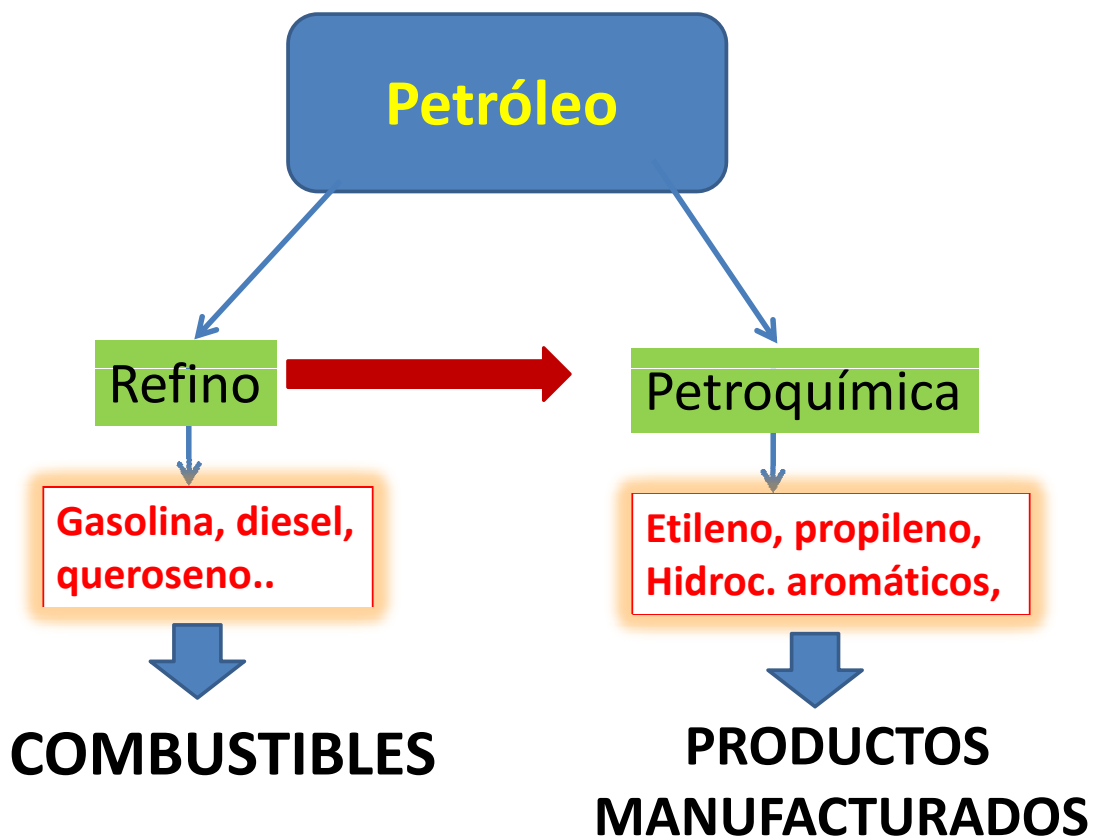 Petróleo
Refino
Petroquímica
Gasolina, diesel,
queroseno..
Etileno, propileno,
Hidroc. aromáticos,
COMBUSTIBLES
PRODUCTOS
MANUFACTURADOS